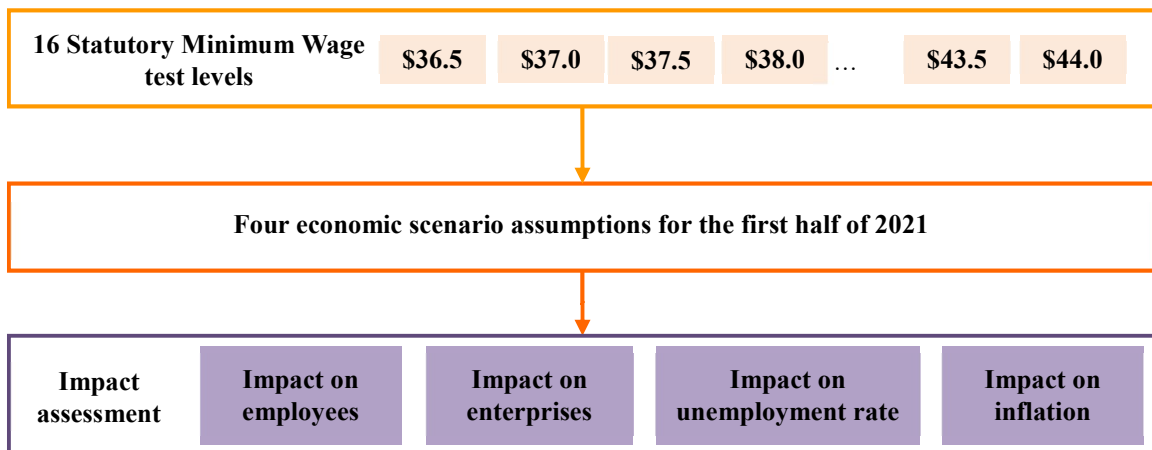 16 Statutory Minimum Wage
test levels
$36.5 $37.0 $37.5 $38.0 ... $43.5 $44.0
Four economic scenario assumptions for the first half of 2021
Impact
assessment
Impact on
employees
Impact on
enterprises
Impact on
unemployment rate
Impact on
inflation